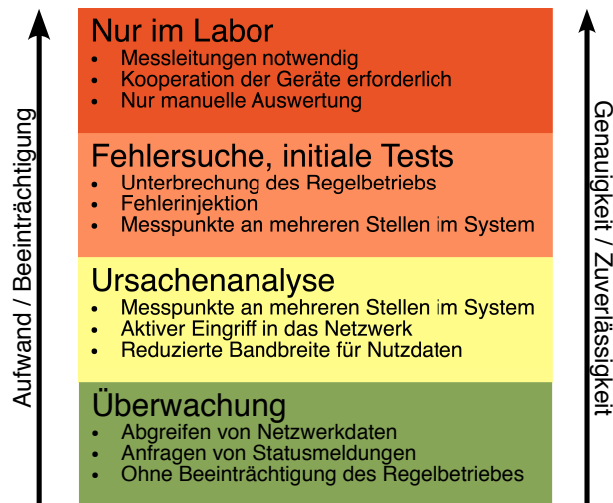 Nur im Labor
• Messleitungen notwendig
• Kooperation der Geräte erforderlich
• Nur manuelle Auswertung
Fehlersuche, initiale Tests
• Unterbrechung des Regelbetriebs
• Fehlerinjektion
• Messpunkte an mehreren Stellen im System
Ursachenanalyse
• Messpunkte an mehreren Stellen im System
• Aktiver Eingriff in das Netzwerk
• Reduzierte Bandbreite für Nutzdaten
Überwachung
• Abgreifen von Netzwerkdaten
• Anfragen von Statusmeldungen
• Ohne Beeinträchtigung des Regelbetriebes
Aufwand / Beeinträchtigung
Genauigkeit / Zuverlässigkeit